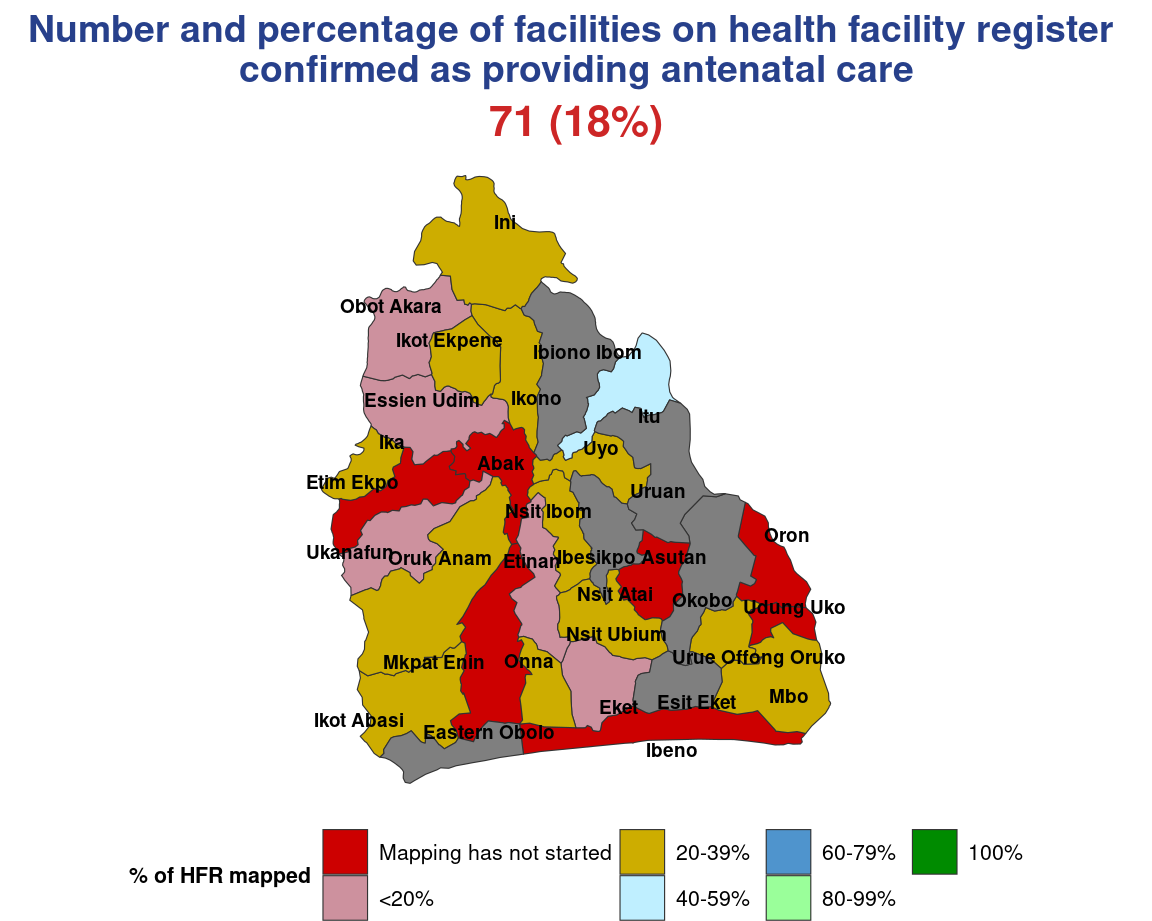 Number and percentage of facilities on health facility register
confirmed as providing antenatal care
71 (18%)
Ini
Obot Akara
Ikot Ekpene
Ibiono Ibom
Essien Udim
Ikono
Itu
Ika
Uyo
Abak
Etim Ekpo
Uruan
Nsit Ibom
Oron
Ukanafun
Oruk Anam
Etinan
Ibesikpo Asutan
Nsit Atai
Okobo
Udung Uko
Nsit Ubium
Mkpat Enin
Onna
Urue Offong Oruko
Mbo
Esit Eket
Eket
Ikot Abasi
Eastern Obolo
Ibeno
% of HFR mapped
Mapping has not started
<20%
20-39%
40-59%
60-79%
80-99%
100%